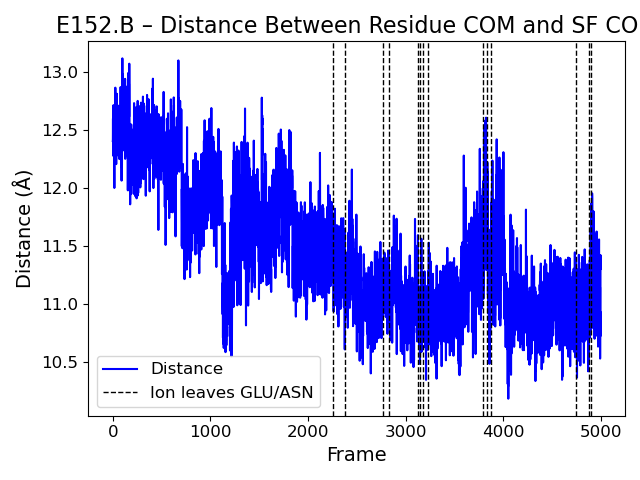 E152.B – Distance Between Residue COM and SF CO
Distance (Å)
13.0
12.5
12.0
11.5
11.0
10.5
Distance
Ion leaves GLU/ASN
0 1000 2000 3000 4000 5000
Frame